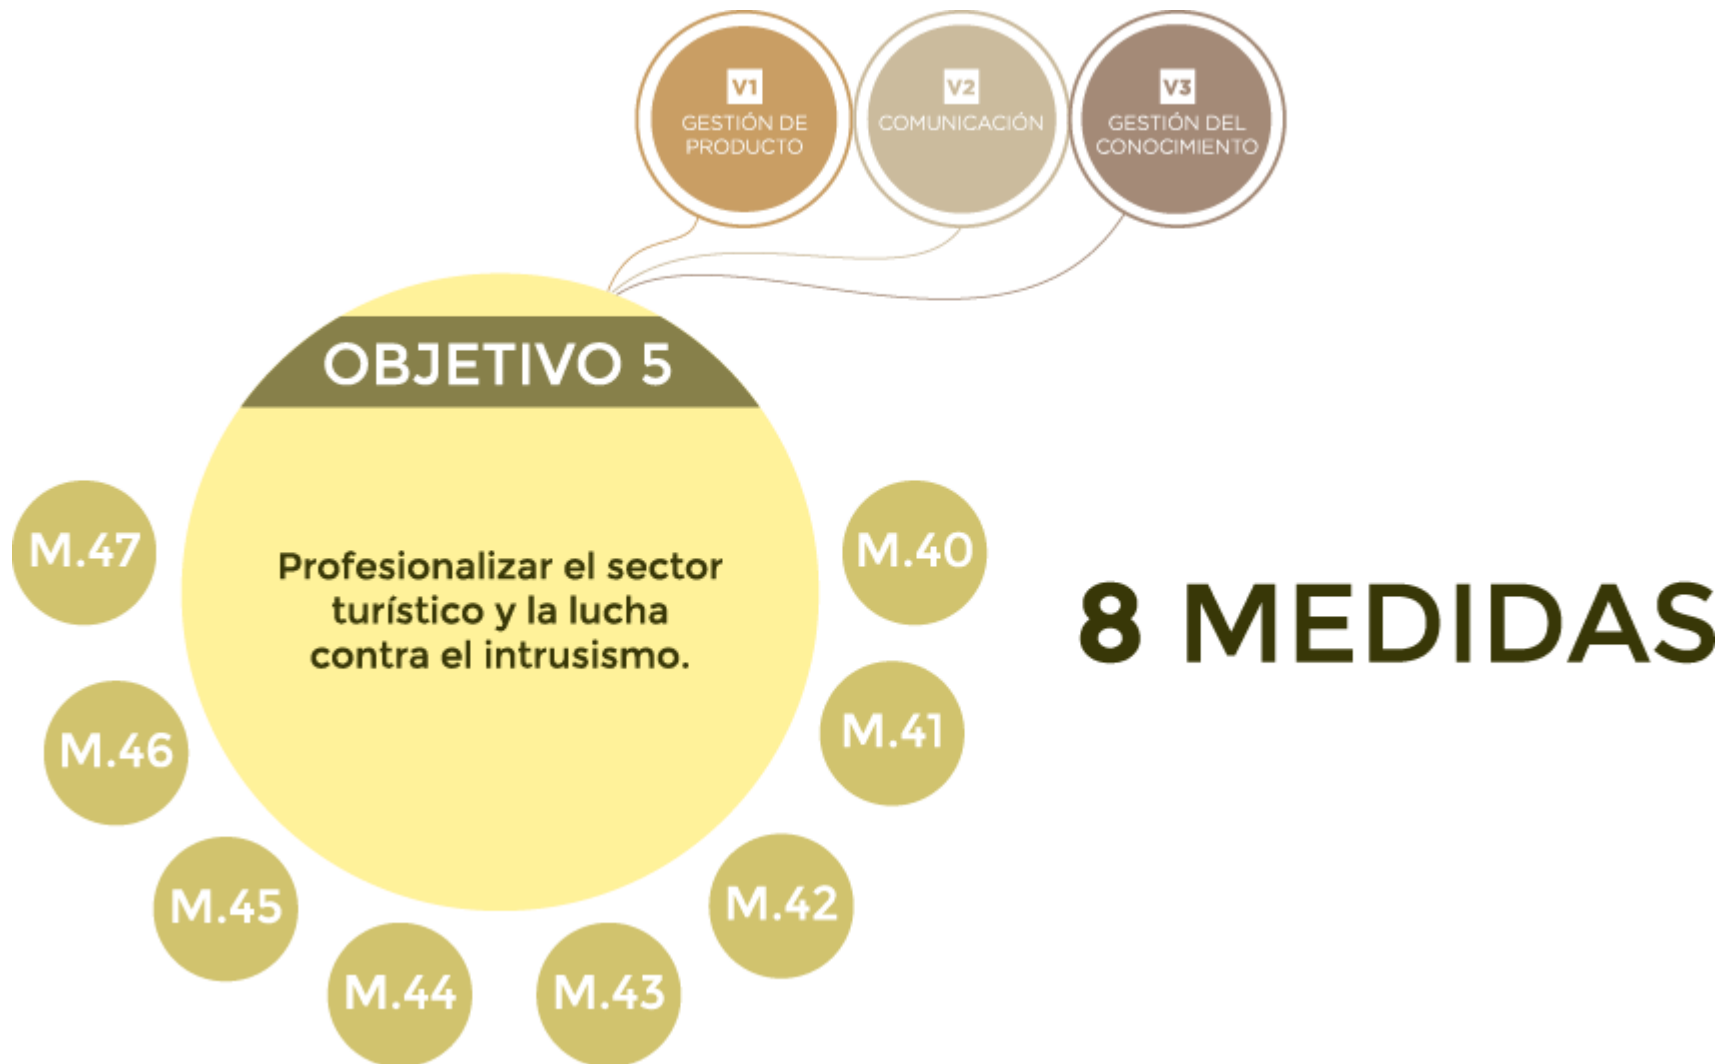 V1
GESTIÓN DE
PRODUCTO
V2
COMUNICACIÓN
V3
GESTIÓN DEL
CONOCIMIENTO
OBJETIVO 5
Profesionalizar el sector
turístico y la lucha
contra el intrusismo.
M.40
M.41
M.42
M.43
M.44
M.45
M.46
M.47
8 MEDIDAS